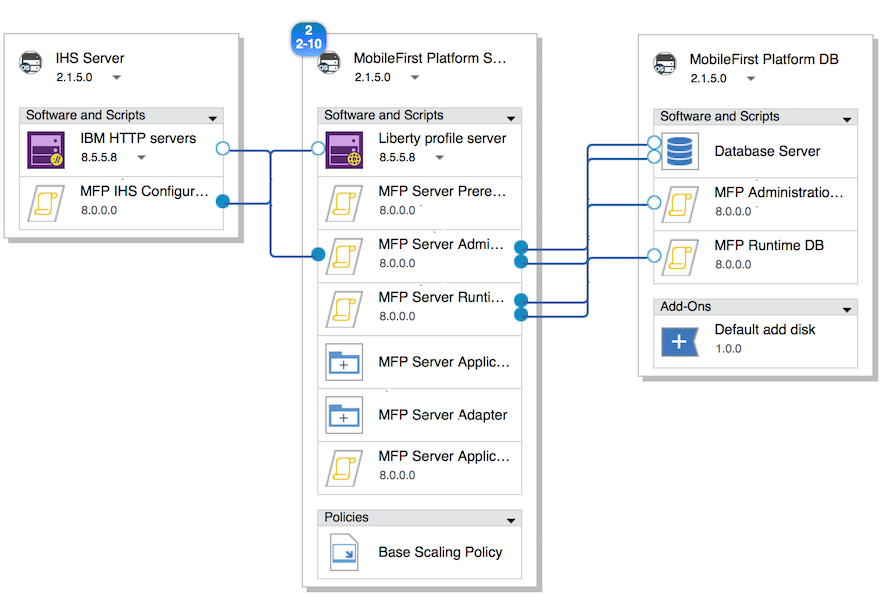 IHS Server
2.1.5.0
Software and Scripts
IBM HTTP servers
8.5.5.8
MFP IHS Configur...
8.0.0.0
2
2-10
MobileFirst Platform S...
2.1.5.0
Software and Scripts
Liberty profile server
8.5.5.8
MFP Server Prere...
8.0.0.0
MFP Server Admi...
8.0.0.0
MFP Server Runti...
8.0.0.0
MFP Server Applic...
MFP Server Adapter
MFP Server Applic...
8.0.0.0
Policies
Base Scaling Policy
MobileFirst Platform DB
2.1.5.0
Software and Scripts
Database Server
MFP Administratio...
8.0.0.0
MFP Runtime DB
8.0.0.0
Add-Ons
Default add disk
1.0.0